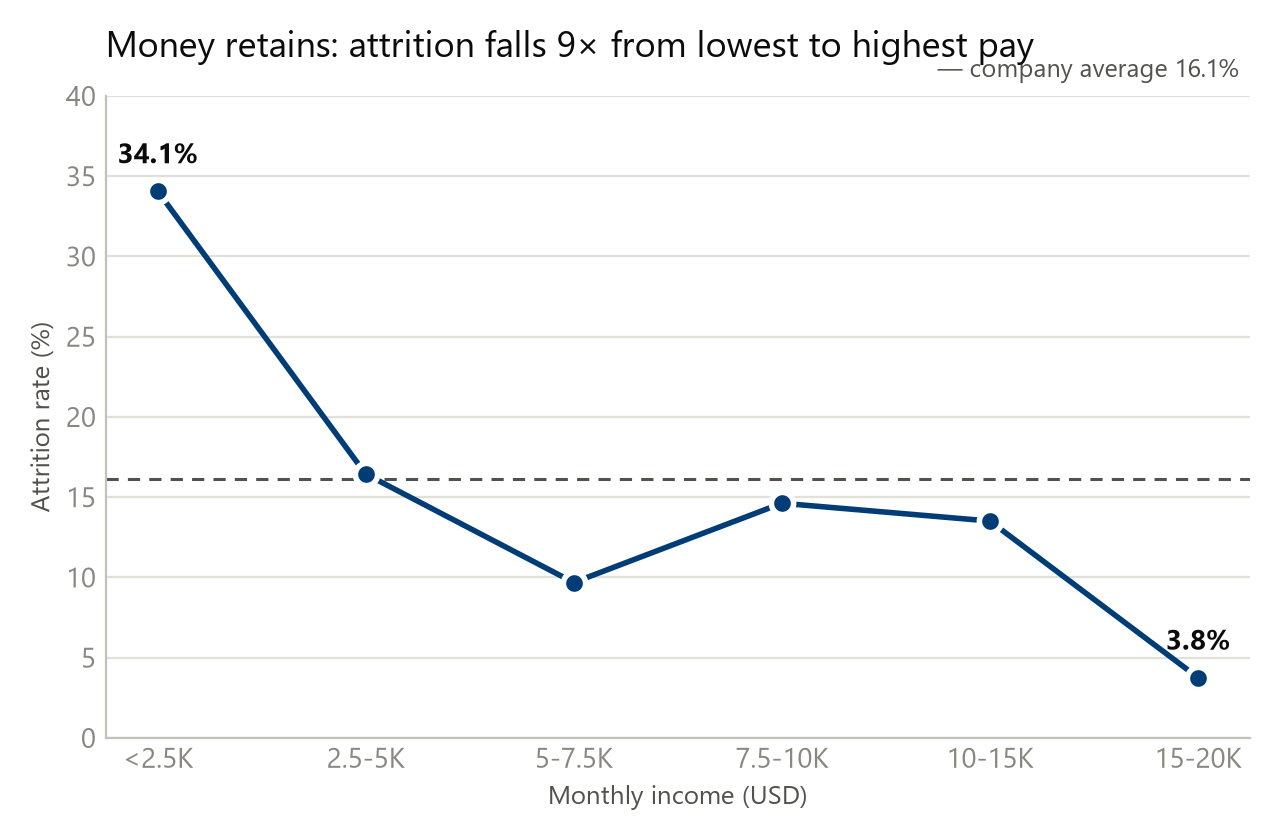 Money retains: attrition falls 9× from lowest to highest pay
— company average 16.1%
40
35
30
25
20
15
10
5
0
Attrition rate (%)
34.1%
3.8%
<2.5K
2.5-5K
5-7.5K
7.5-10K
10-15K
15-20K
Monthly income (USD)